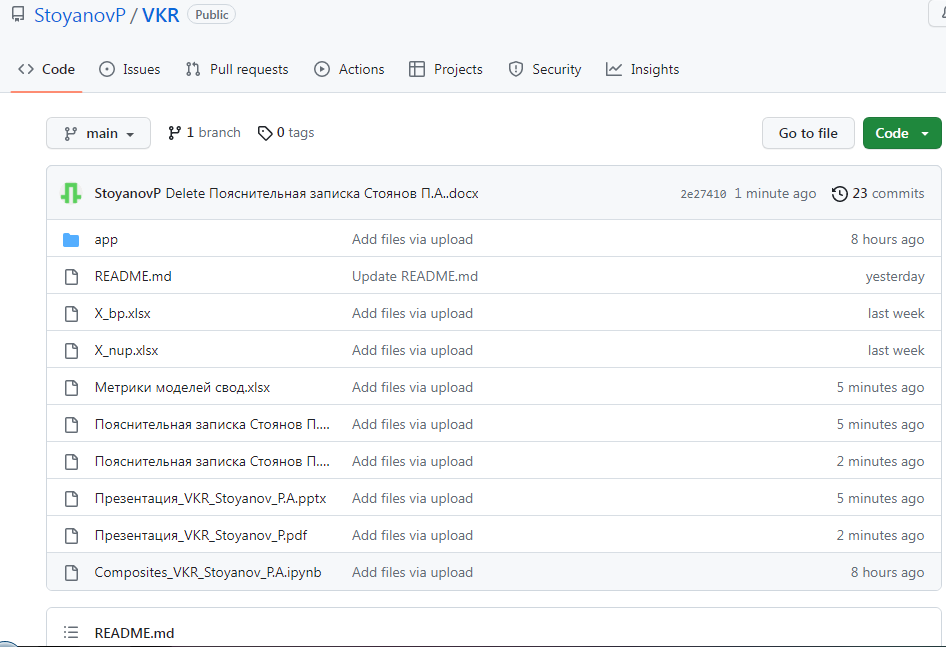 StoyanovP / VKR Public
Code Issues Pull requests Actions Projects Security Insights
main 1 branch 0 tags Go to file Code
StoyanovP Delete Пояснительная записка Стоянов П.А..docx 2e27410 1 minute ago 23 commits
app Add files via upload 8 hours ago
README.md Update README.md yesterday
X_bp.xlsx Add files via upload last week
X_nup.xlsx Add files via upload last week
Метрики моделей свод.xlsx Add files via upload 5 minutes ago
Пояснительная записка Стоянов П.... Add files via upload 5 minutes ago
Пояснительная записка Стоянов П.... Add files via upload 2 minutes ago
Презентация_VKR_Stoyanov_P.A.pptx Add files via upload 5 minutes ago
Презентация_VKR_Stoyanov_P.pdf Add files via upload 2 minutes ago
Composites_VKR_Stoyanov_P.A.ipynb Add files via upload 8 hours ago
README.md